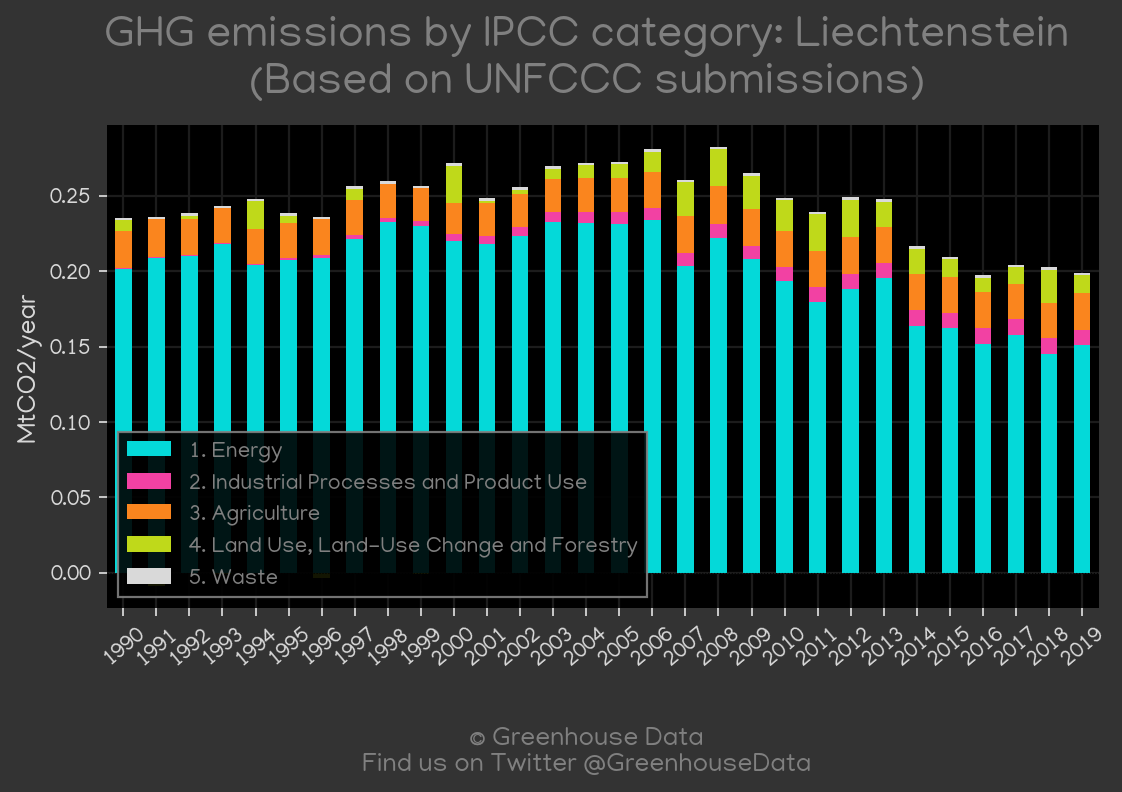 GHG emissions by IPCC category: Liechtenstein
(Based on UNFCCC submissions)
MtCO2/year
0.25
0.20
0.15
0.10
0.05
0.00
1. Energy
2. Industrial Processes and Product Use
3. Agriculture
4. Land Use, Land-Use Change and Forestry
5. Waste
1990 1991 1992 1993 1994 1995 1996 1997 1998 1999 2000 2001 2002 2003 2004 2005 2006 2007 2008 2009 2010 2011 2012 2013 2014 2015 2016 2017 2018 2019
© Greenhouse Data
Find us on Twitter @GreenhouseData